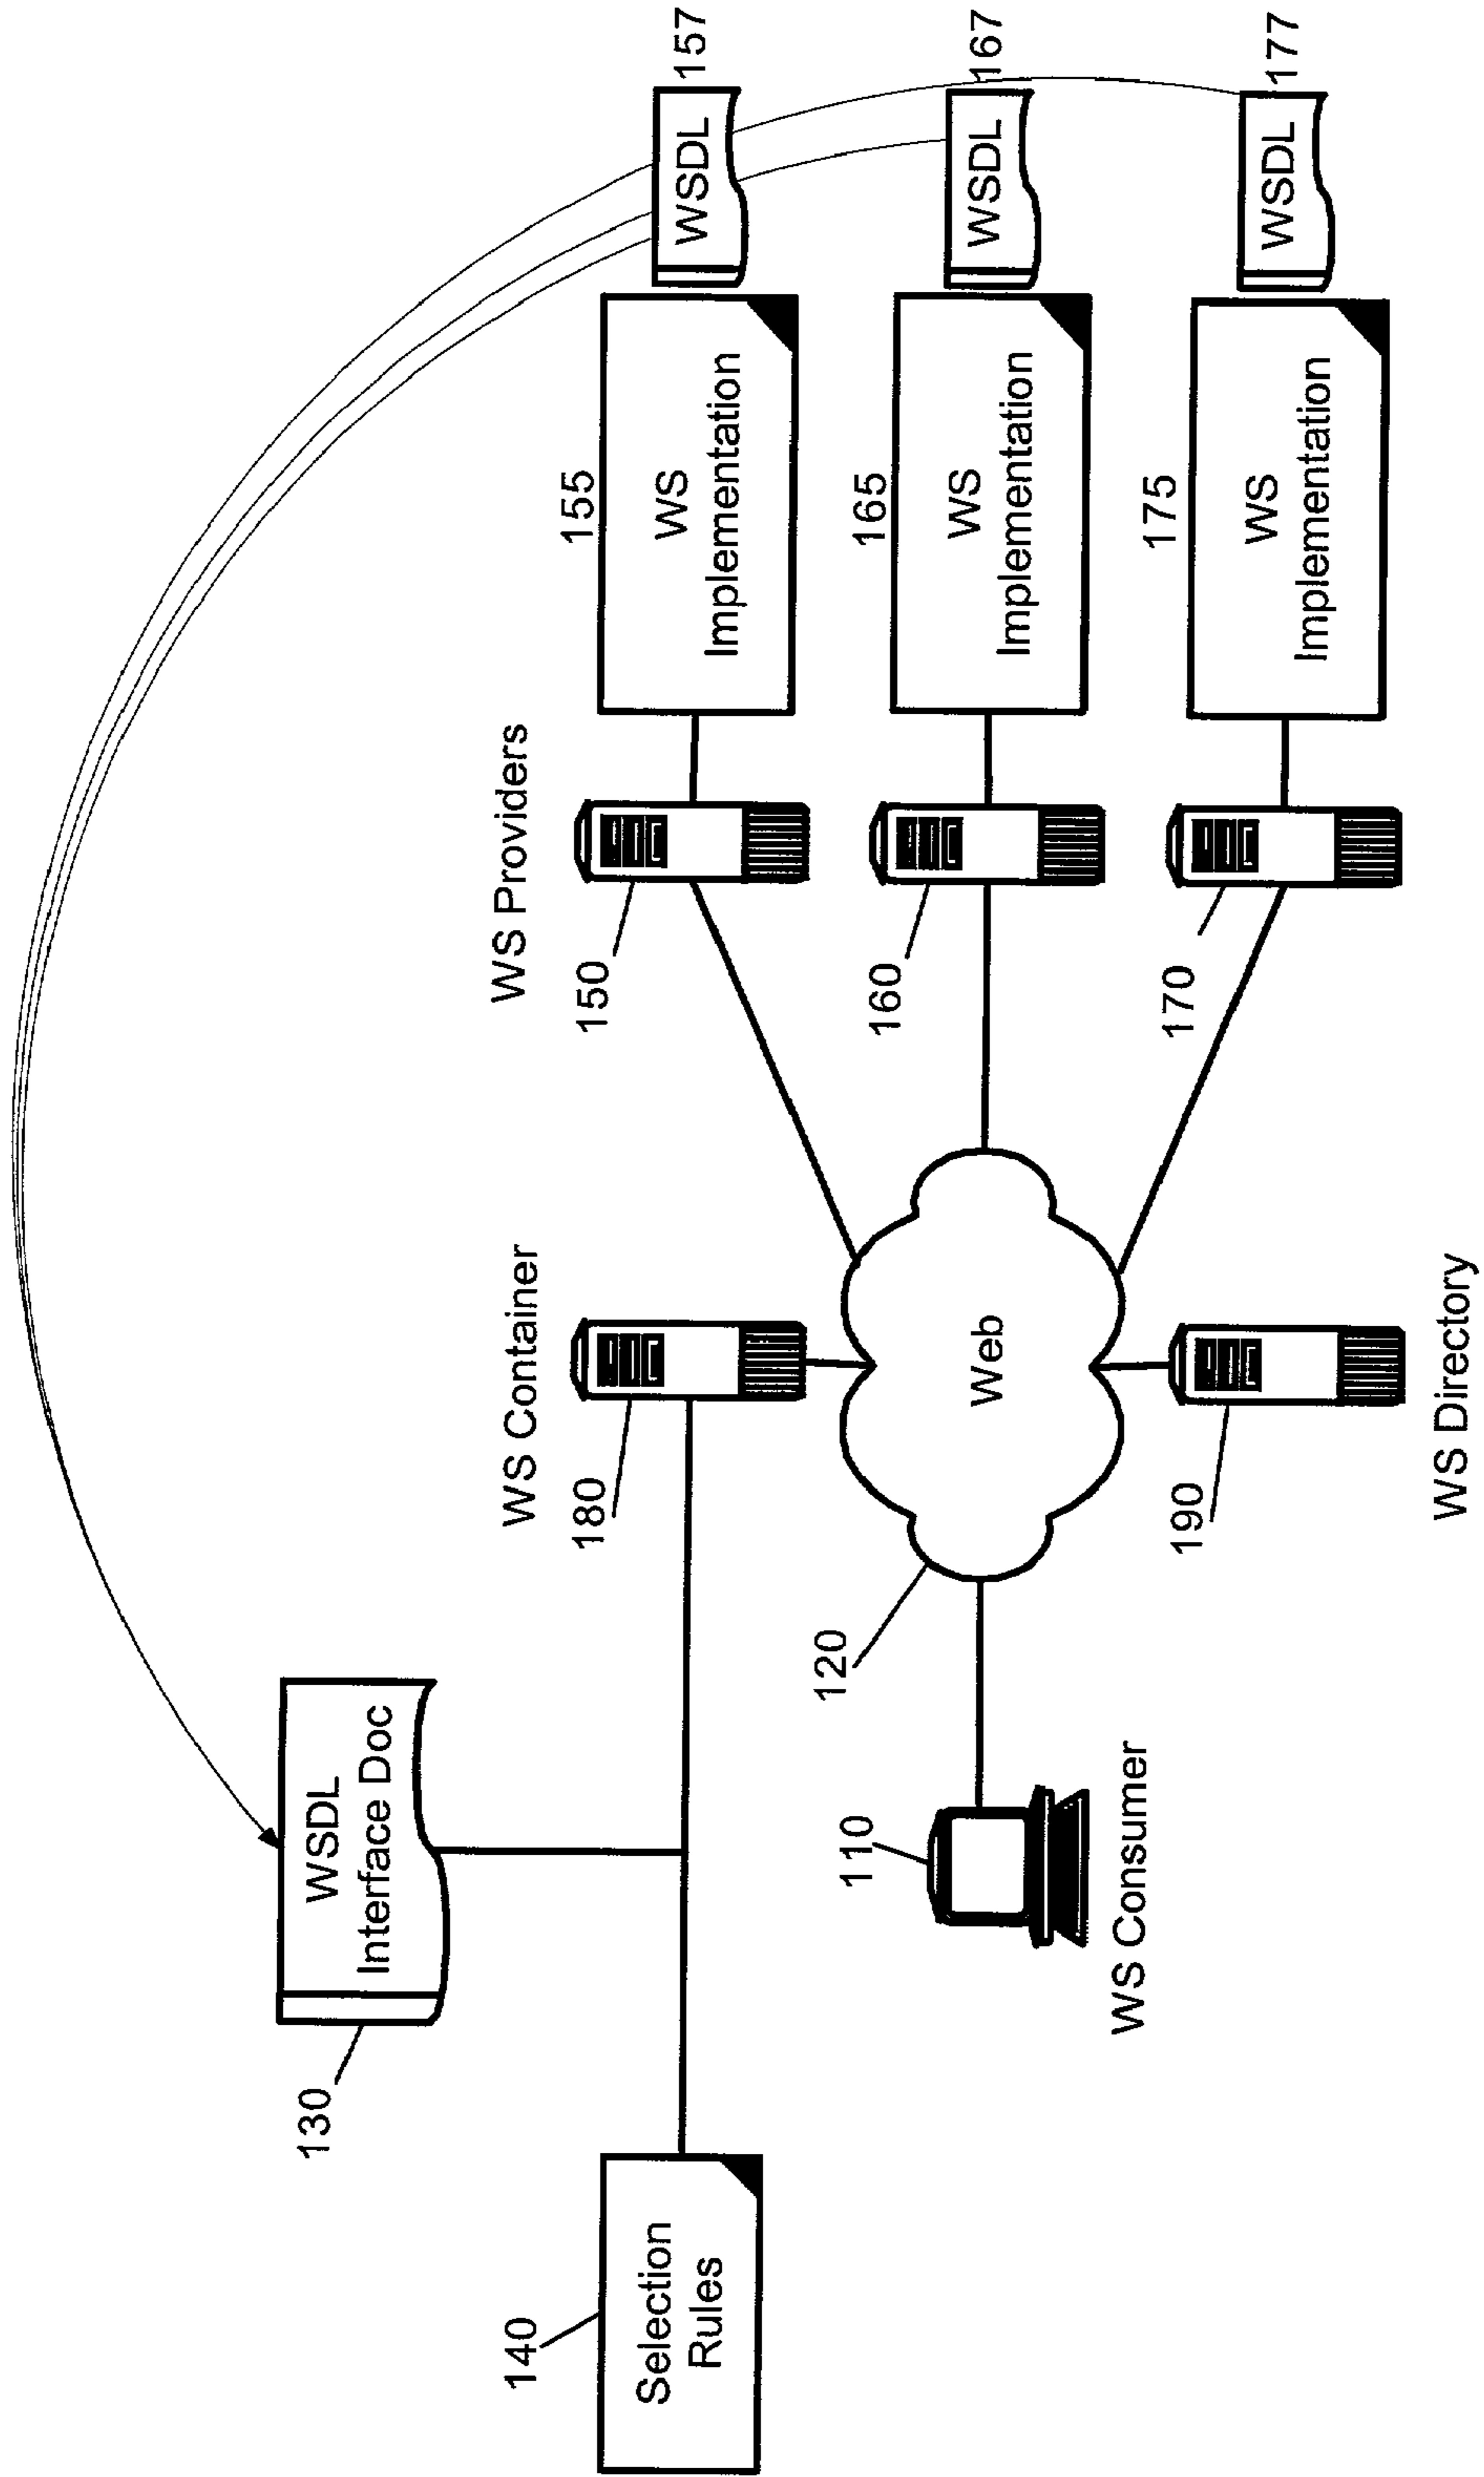 130
WSDL
Interface Doc
140
Selection
Rules
WS Container
180
WS Providers
150
155
WS
Implementation
WSDL
157
110
WS Consumer
120
Web
160
165
WS
Implementation
WSDL
167
190
WS Directory
170
175
WS
Implementation
WSDL
177